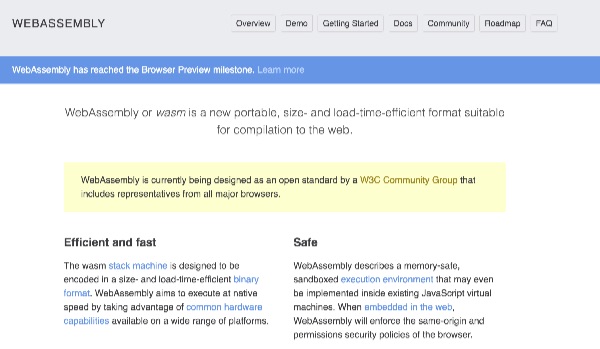 WEBASSEMBLY
Overview Demo Getting Started Docs Community Roadmap FAQ
WebAssembly has reached the Browser Preview milestone. Learn more
WebAssembly or wasm is a new portable, size- and load-time-efficient format suitable
for compilation to the web.
WebAssembly is currently being designed as an open standard by a W3C Community Group that
includes representatives from all major browsers.
Efficient and fast
The wasm stack machine is designed to be
encoded in a size- and load-time-efficient binary
format. WebAssembly aims to execute at native
speed by taking advantage of common hardware
capabilities available on a wide range of platforms.
Safe
WebAssembly describes a memory-safe,
sandboxed execution environment that may even
be implemented inside existing JavaScript virtual
machines. When embedded in the web,
WebAssembly will enforce the same-origin and
permissions security policies of the browser.